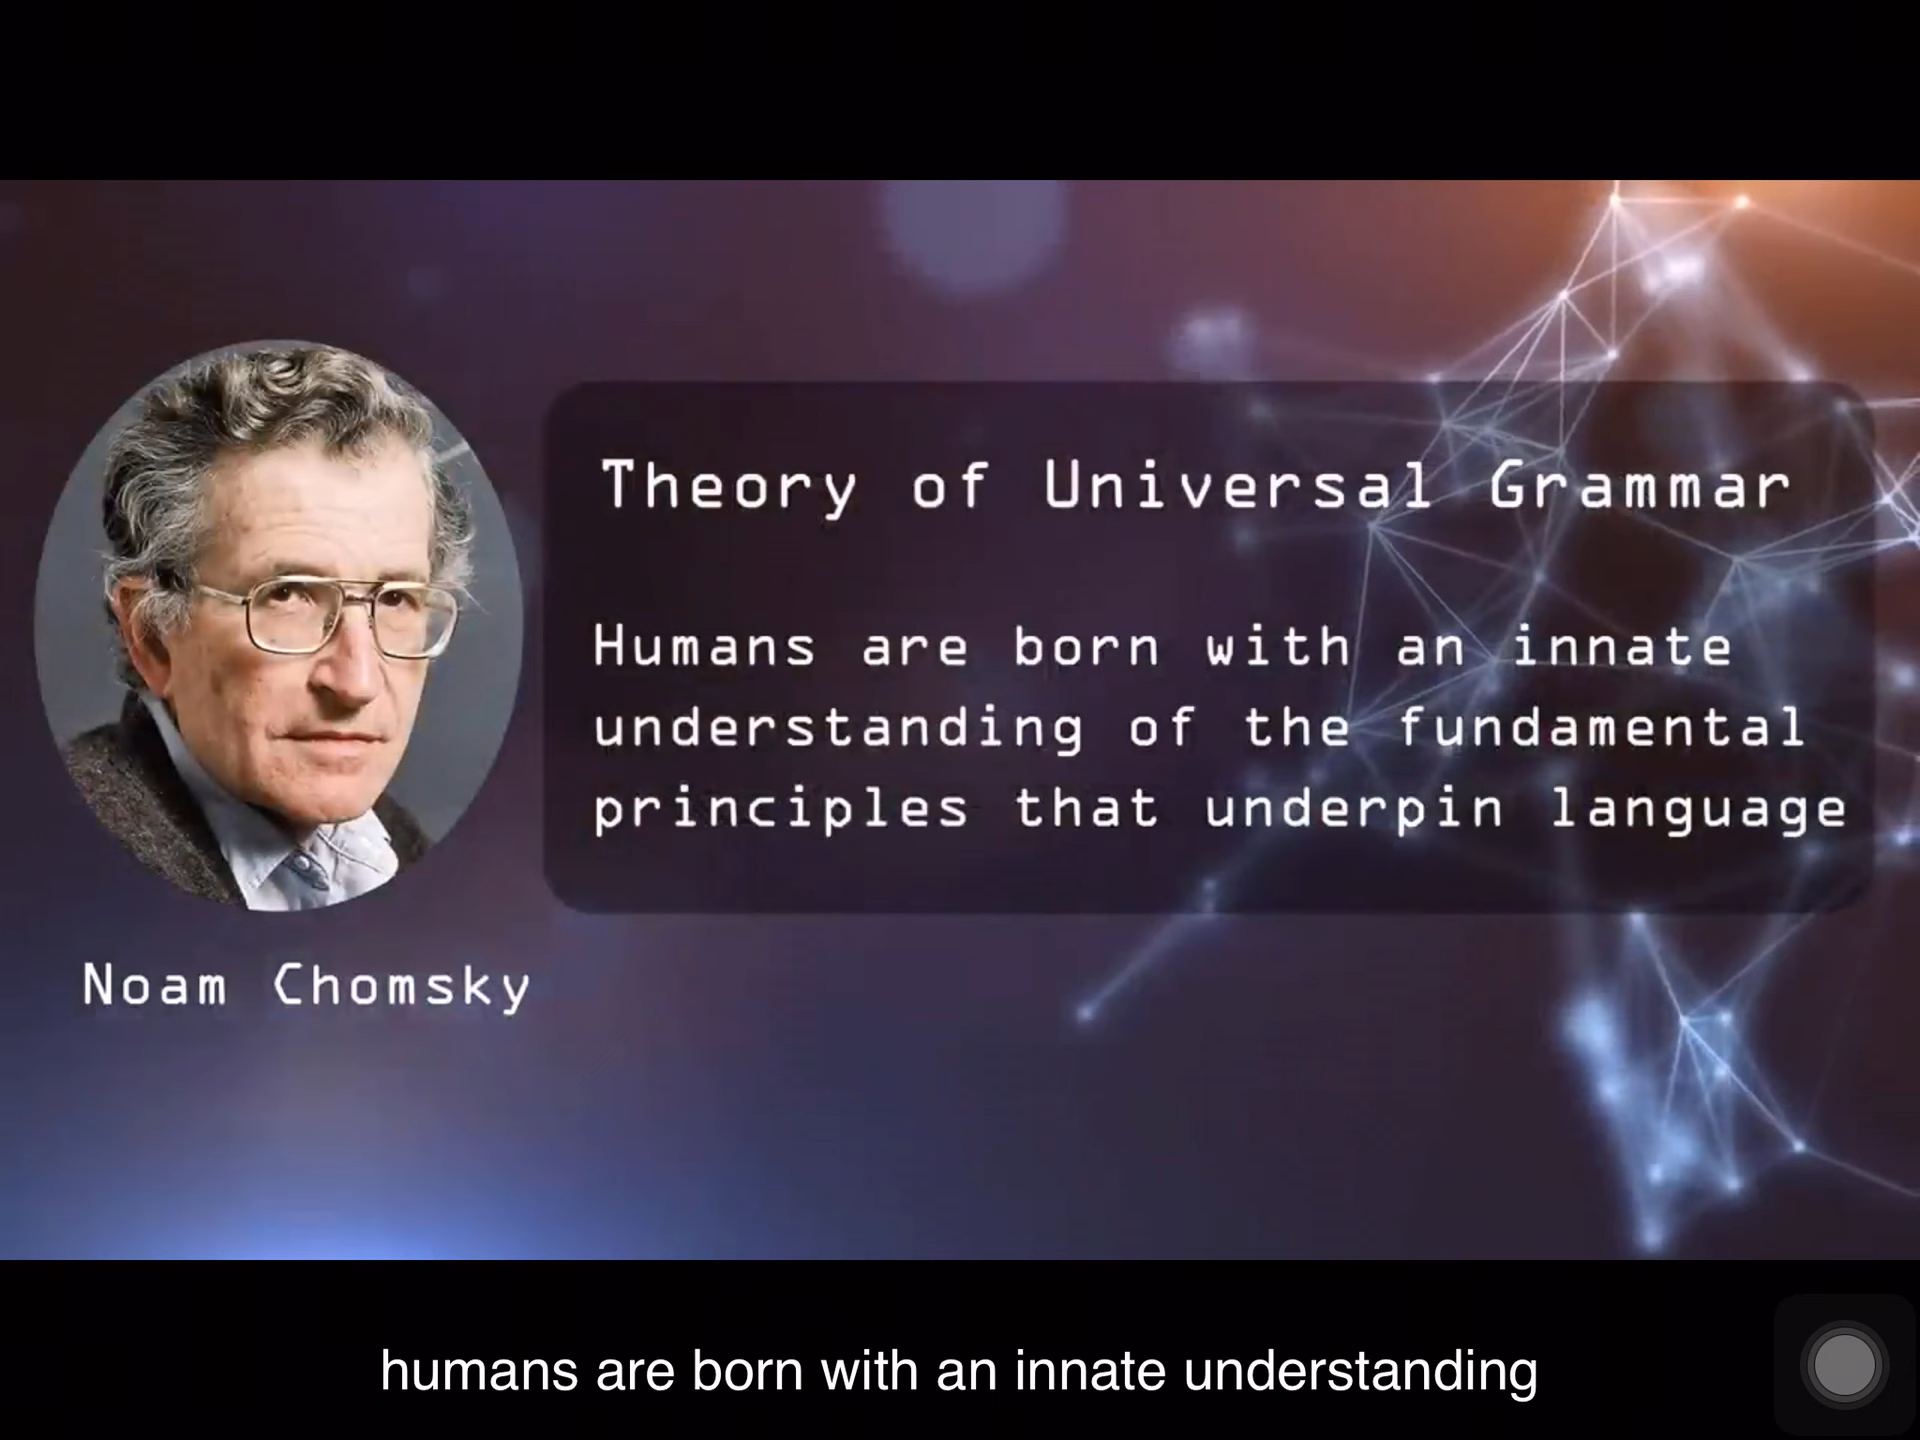 Theory of Universal Grammar
Humans are born with an innate
understanding of the fundamental
principles that underpin language
Noam Chomsky
humans are born with an innate understanding